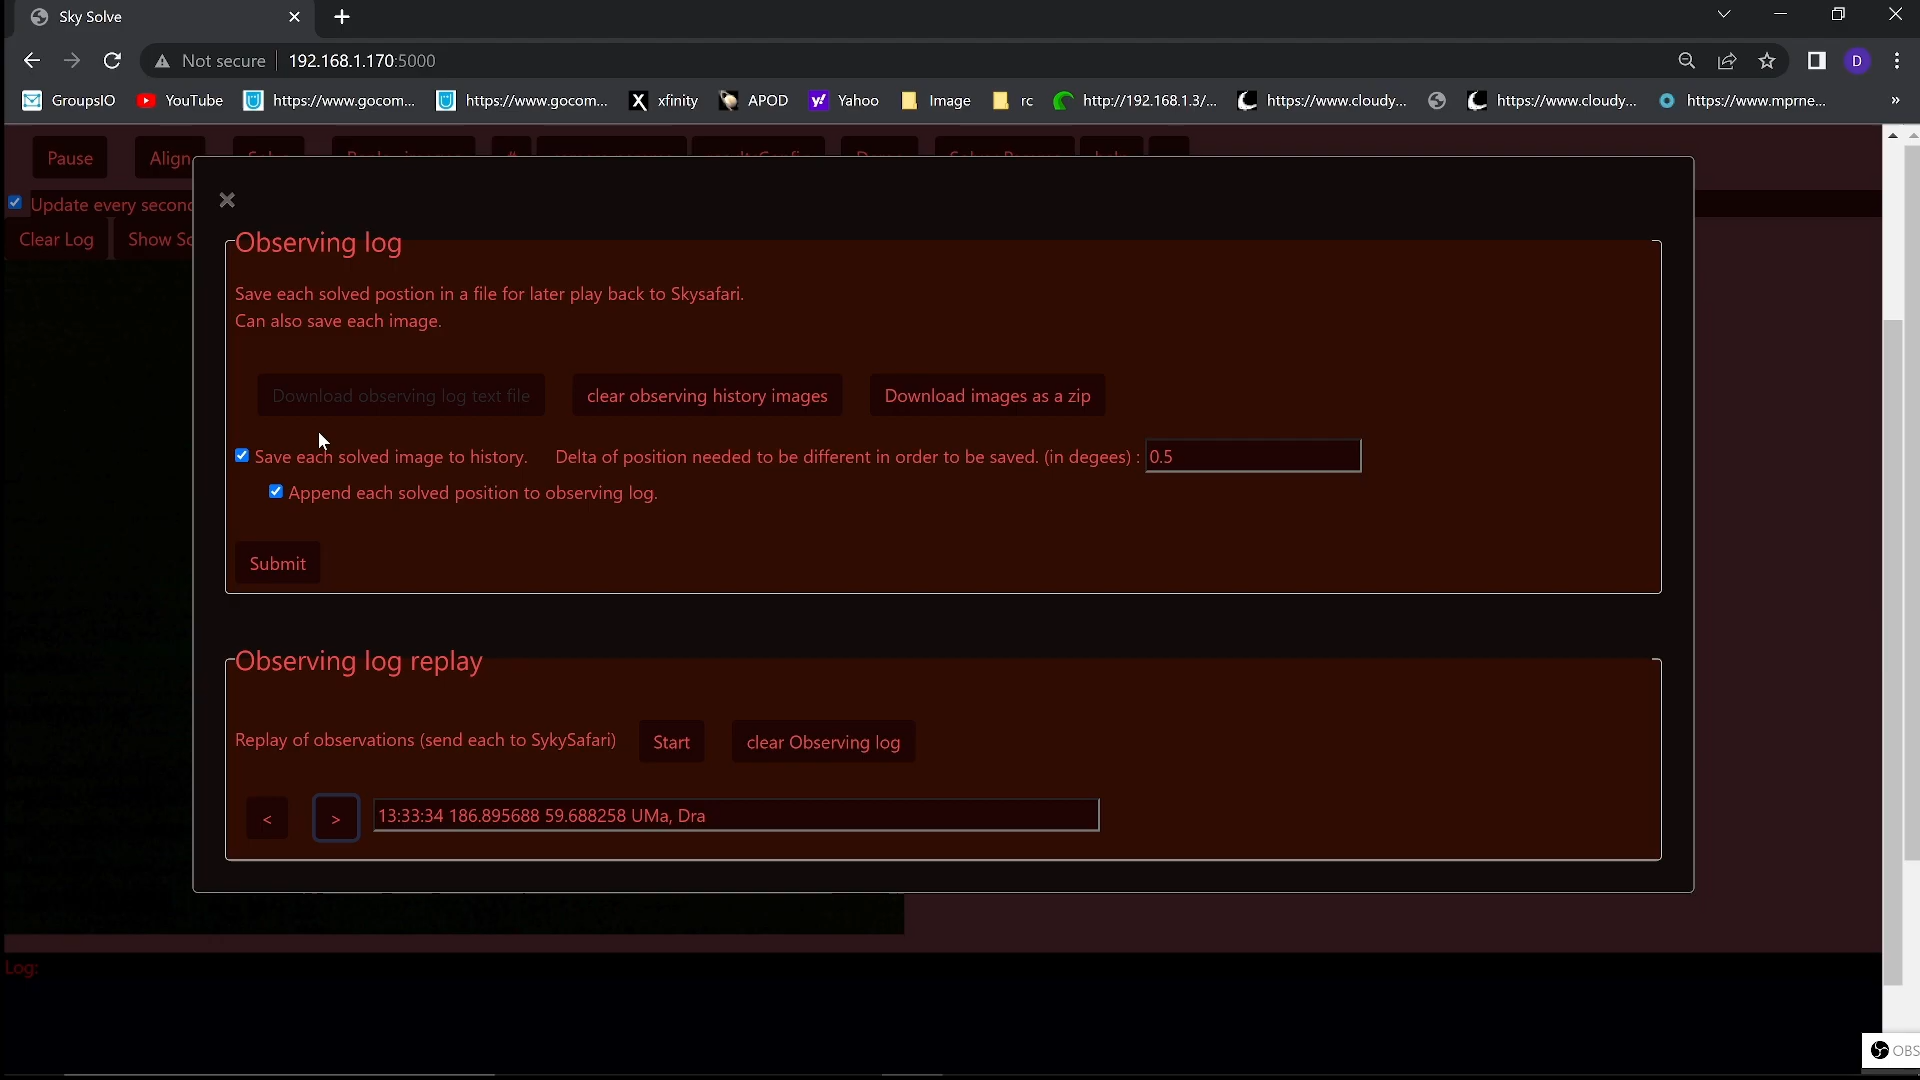 Sky Solve
Not secure 192.168.1.170:5000 D
GroupsIO YouTube https://www.gocom... https://www.gocom... X xfinity APOD Yahoo Image rc http://192.168.1.3/... https://www.cloudy... https://www.cloudy... https://www.mprne... »
Pause Align
Update every second
Clear Log Show
Observing log
Save each solved postion in a file for later play back to Skysafari.
Can also save each image.
Download observing log text file clear observing history images Download images as a zip
Save each solved image to history. Delta of position needed to be different in order to be saved. (in degees) : 0.5
Append each solved position to observing log.
Submit
Observing log replay
Replay of observations (send each to SykySafari) Start clear Observing log
< > 13:33:34 186.895688 59.688258 UMa, Dra
Log:
OBS